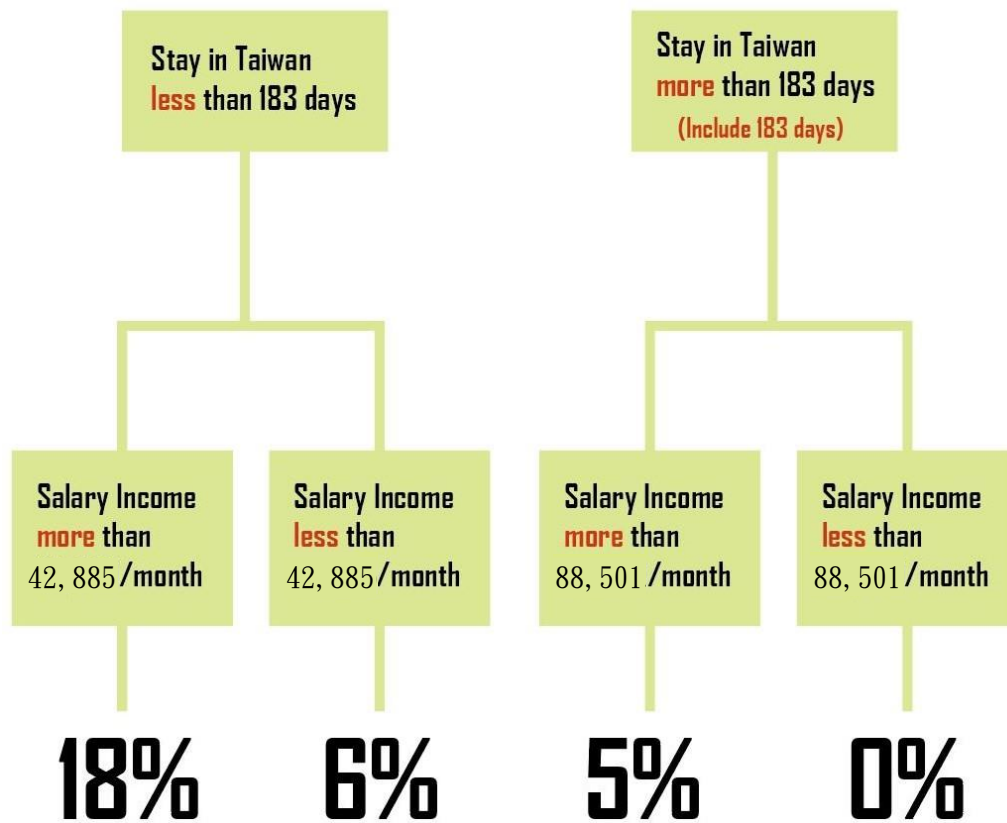 Stay in Taiwan
less than 183 days
Stay in Taiwan
more than 183 days
(Include 183 days)
Salary Income
more than
42,885/month
Salary Income
less than
42,885/month
Salary Income
more than
88,501/month
Salary Income
less than
88,501/month
18%
6%
5%
0%